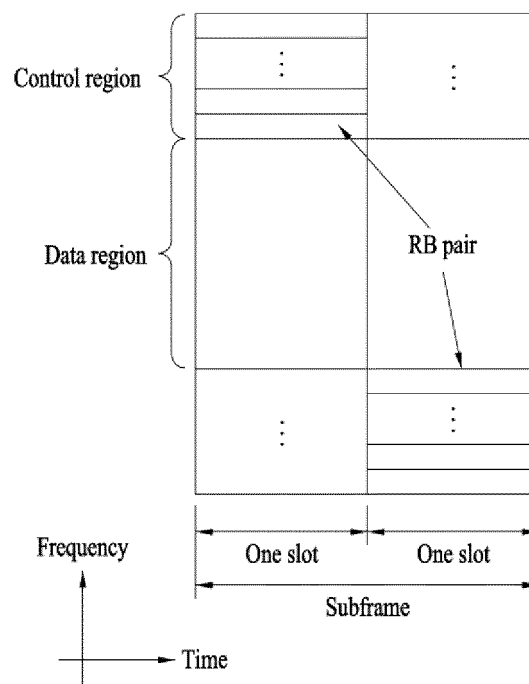 Control region
Data region
RB pair
One slot
One slot
Frequency
Subframe
Time